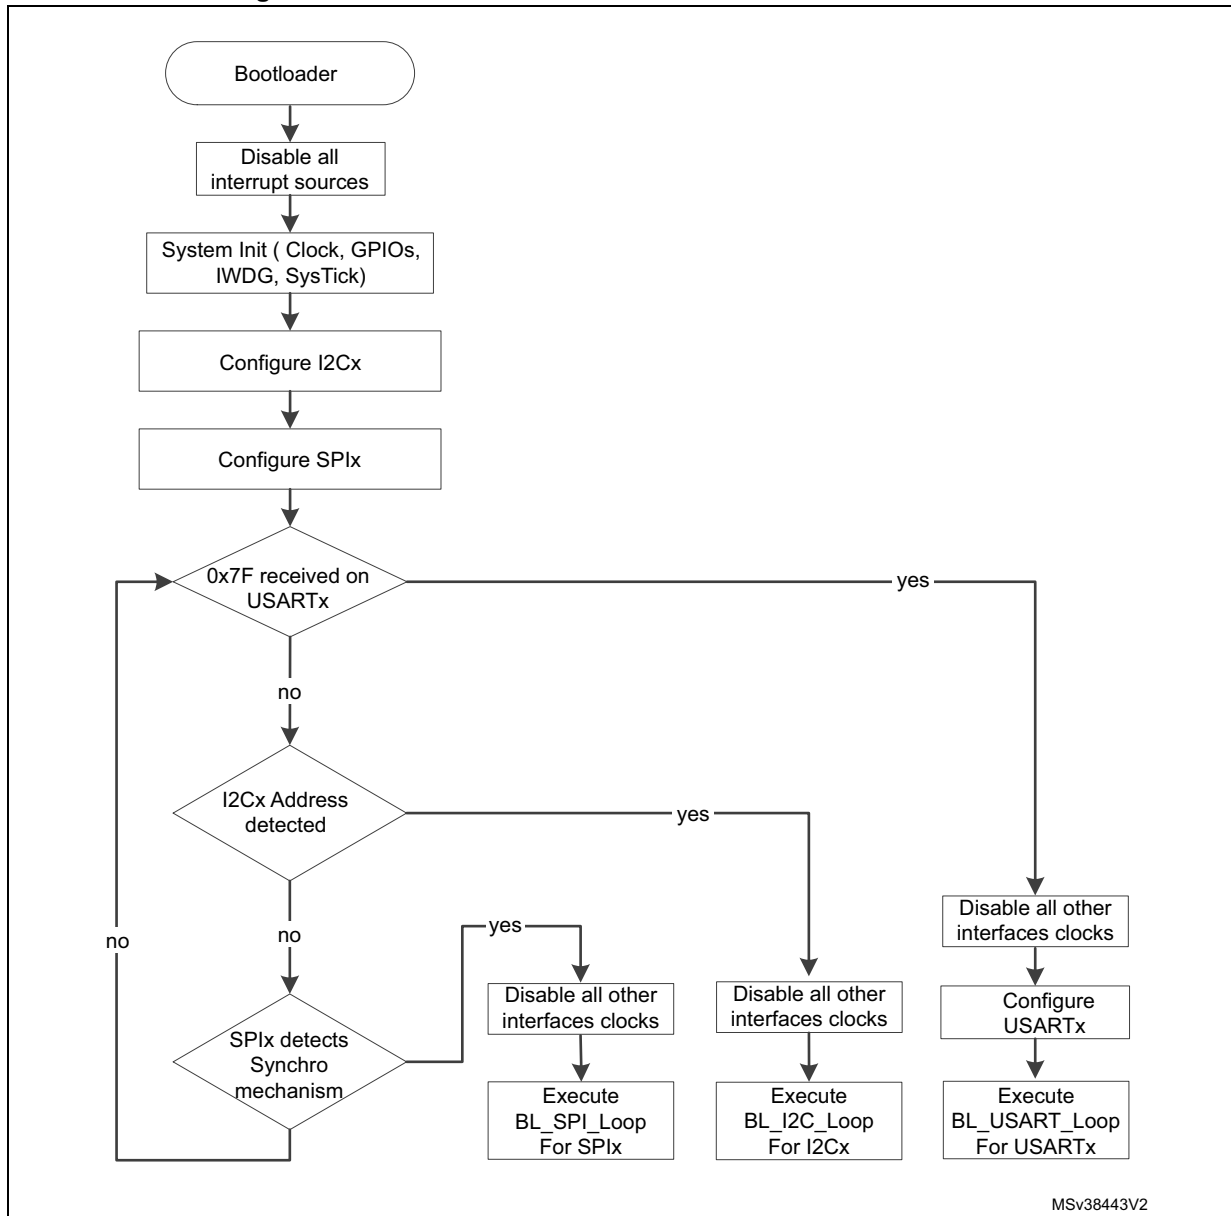 Bootloader
Disable all
interrupt sources
System Init ( Clock, GPIOs,
IWDG, SysTick)
Configure I2Cx
Configure SPIx
0x7F received on
USARTx
yes
no
I2Cx Address
detected
yes
no
no
yes
SPIx detects
Synchro
mechanism
Disable all other
interfaces clocks
Execute
BL_SPI_Loop
For SPIx
Disable all other
interfaces clocks
Execute
BL_I2C_Loop
For I2Cx
Disable all other
interfaces clocks
Configure
USARTx
Execute
BL_USART_Loop
For USARTx
MSv38443V2